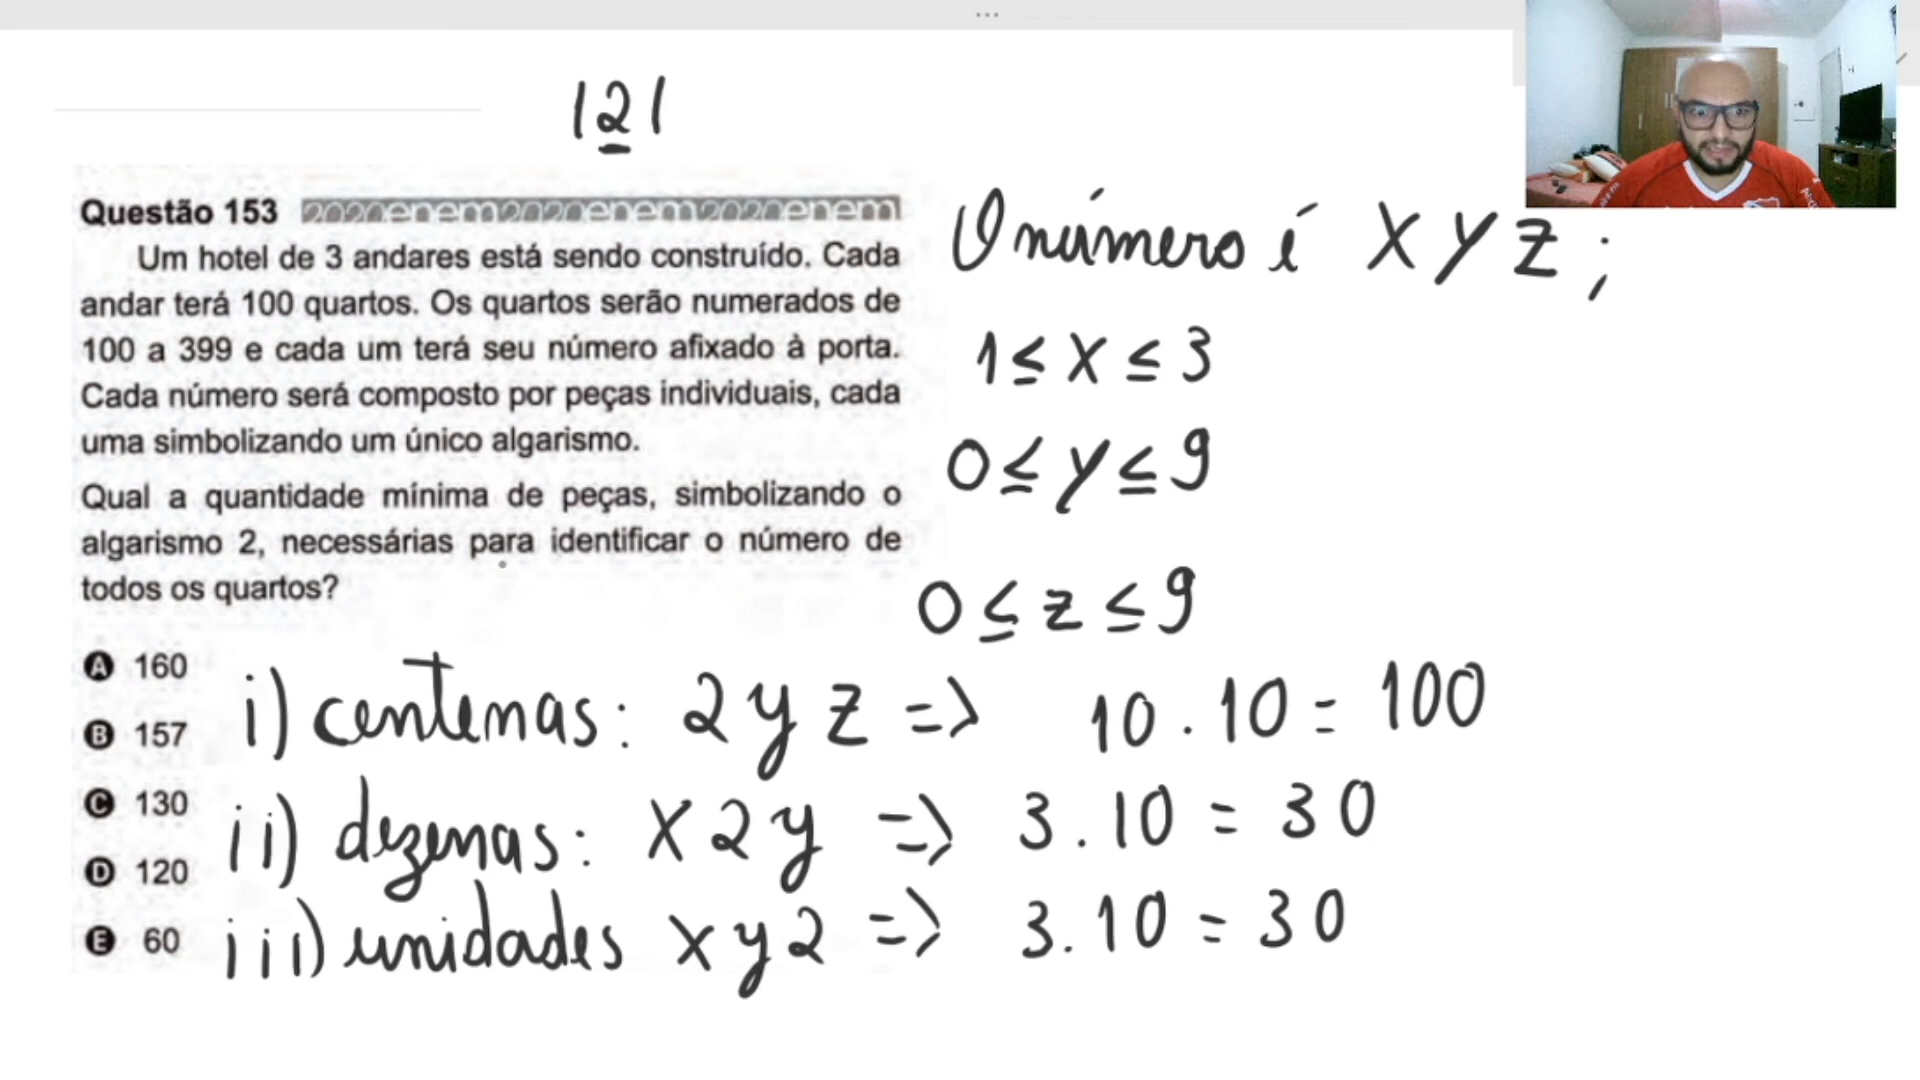 121
Questão 153 2020enem2020enem2020enem
Um hotel de 3 andares está sendo construído. Cada
andar terá 100 quartos. Os quartos serão numerados de
100 a 399 e cada um terá seu número afixado à porta.
Cada número será composto por peças individuais, cada
uma simbolizando um único algarismo.
Qual a quantidade mínima de peças, simbolizando o
algarismo 2, necessárias para identificar o número de
todos os quartos?
A 160
B 157
C 130
D 120
E 60
O número é X Y Z ;
1 ≤ X ≤ 3
0 ≤ y ≤ 9
0 ≤ z ≤ 9
i) centenas: 2 y z => 10 . 10 = 100
ii) dezenas: X 2 y => 3 . 10 = 30
iii) unidades x y 2 => 3 . 10 = 30